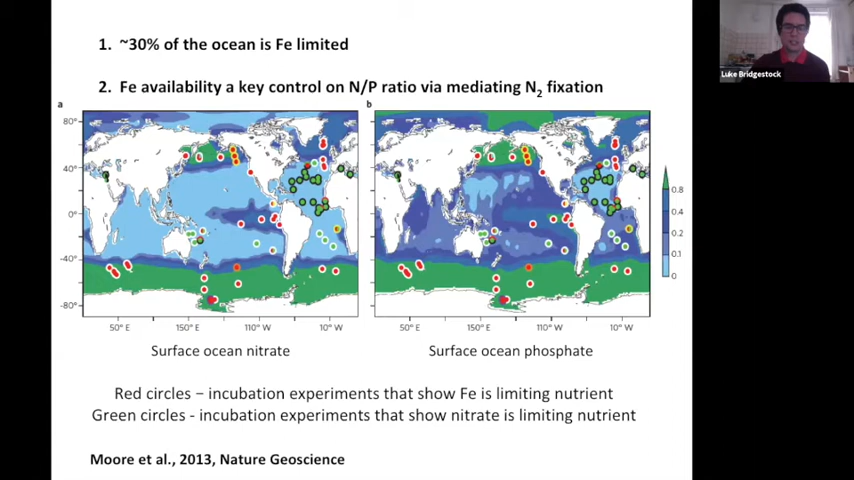 1. ~30% of the ocean is Fe limited
2. Fe availability a key control on N/P ratio via mediating N2 fixation
a
b
80°
40°
0°
-40°
-80°
50° E
150° E
110° W
10° W
50° E
150° E
110° W
10° W
0.8
0.4
0.2
0.1
0
Surface ocean nitrate
Surface ocean phosphate
Red circles – incubation experiments that show Fe is limiting nutrient
Green circles - incubation experiments that show nitrate is limiting nutrient
Moore et al., 2013, Nature Geoscience
Luke Bridgestock